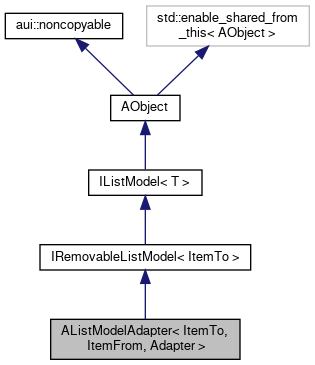 aui::noncopyable
std::enable_shared_from
_this< AObject >
AObject
IListModel< T >
IRemovableListModel< ItemTo >
AListModelAdapter< ItemTo,
ItemFrom, Adapter >